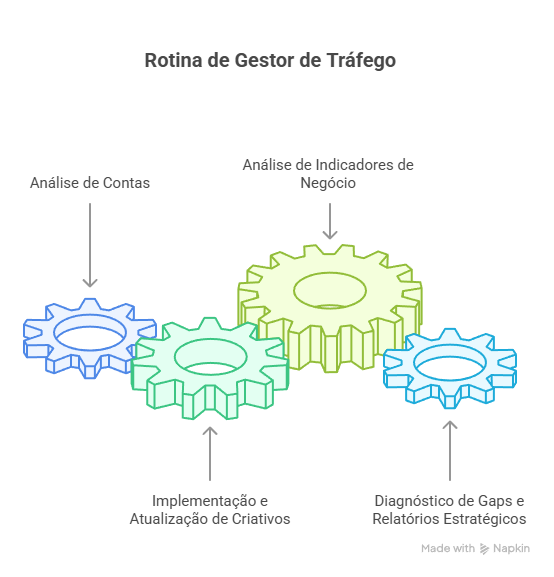 Rotina de Gestor de Tráfego
Análise de Indicadores de
Negócio
Análise de Contas
Implementação e
Atualização de Criativos
Diagnóstico de Gaps e
Relatórios Estratégicos
Made with Napkin